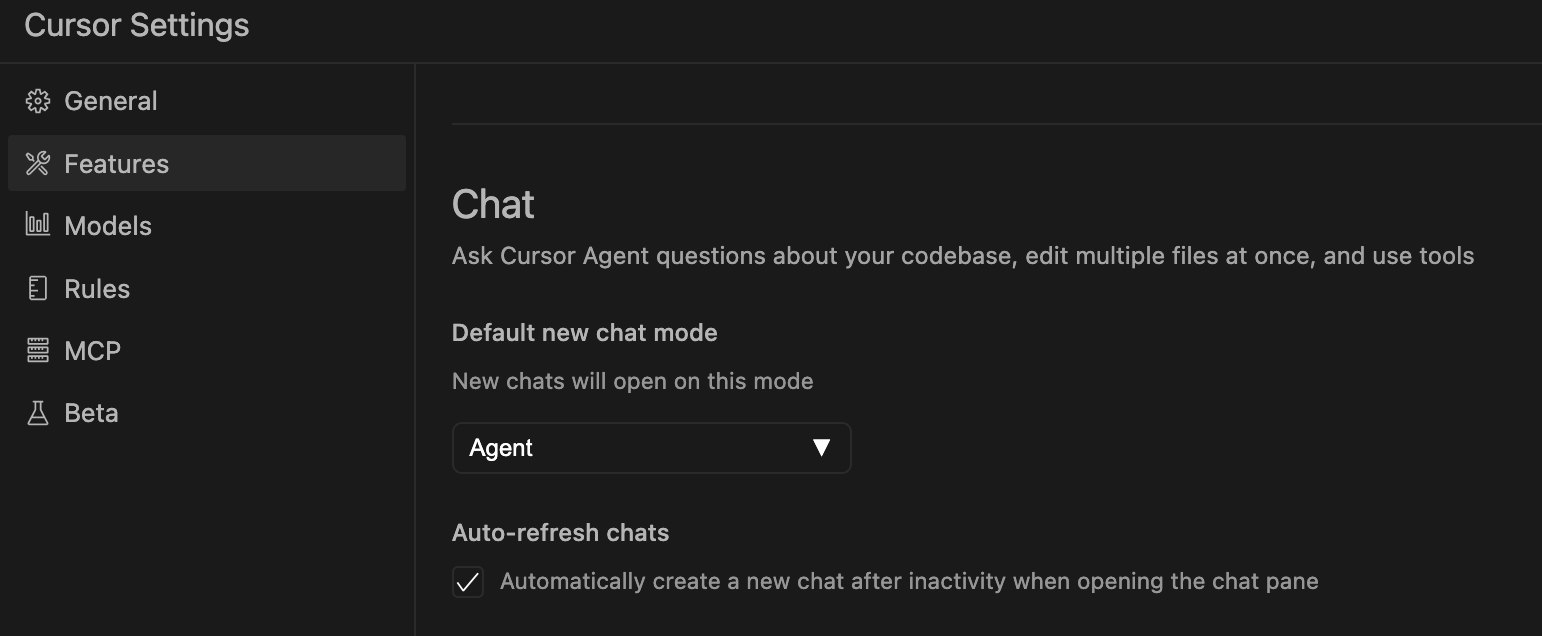 Cursor Settings
General
Features
Models
Rules
MCP
Beta
Chat
Ask Cursor Agent questions about your codebase, edit multiple files at once, and use tools
Default new chat mode
New chats will open on this mode
Agent
Auto-refresh chats
Automatically create a new chat after inactivity when opening the chat pane